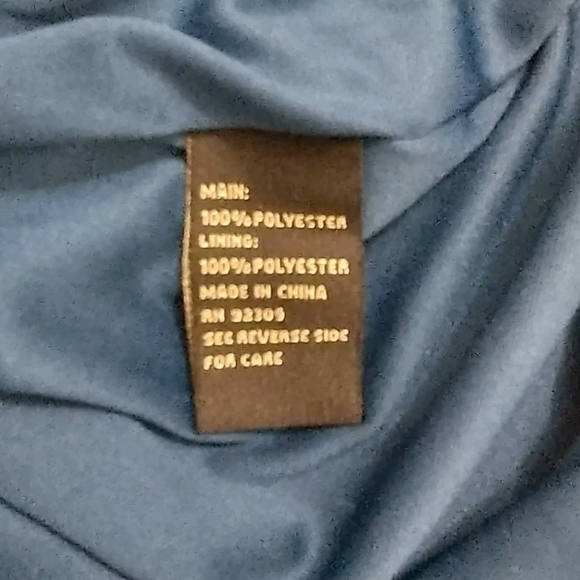 MAIN:
100% POLYESTER
LINING:
100% POLYESTER
MADE IN CHINA
RN 92309
SEE REVERSE SIDE
FOR CARE